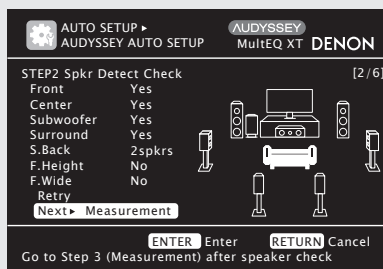 AUTO SETUP ▸
AUDYSSEY AUTO SETUP
AUDYSSEY
MultEQ XT DENON
STEP2 Spkr Detect Check [2/6]
Front Yes
Center Yes
Subwoofer Yes
Surround Yes
S.Back 2spkrs
F.Height No
F.Wide No
Retry
Next ▸ Measurement
ENTER Enter RETURN Cancel
Go to Step 3 (Measurement) after speaker check